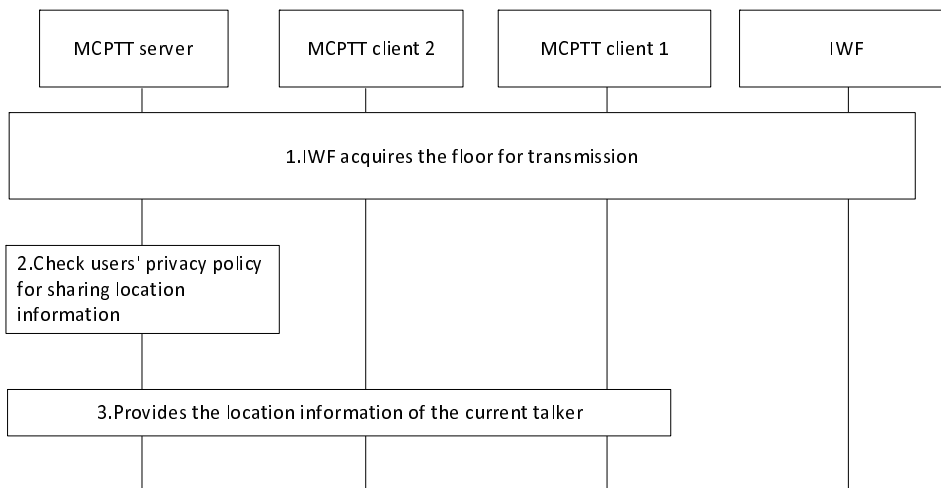 MCPTT server
MCPTT client 2
MCPTT client 1
IWF
1.IWF acquires the floor for transmission
2.Check users' privacy policy
for sharing location
information
3.Provides the location information of the current talker